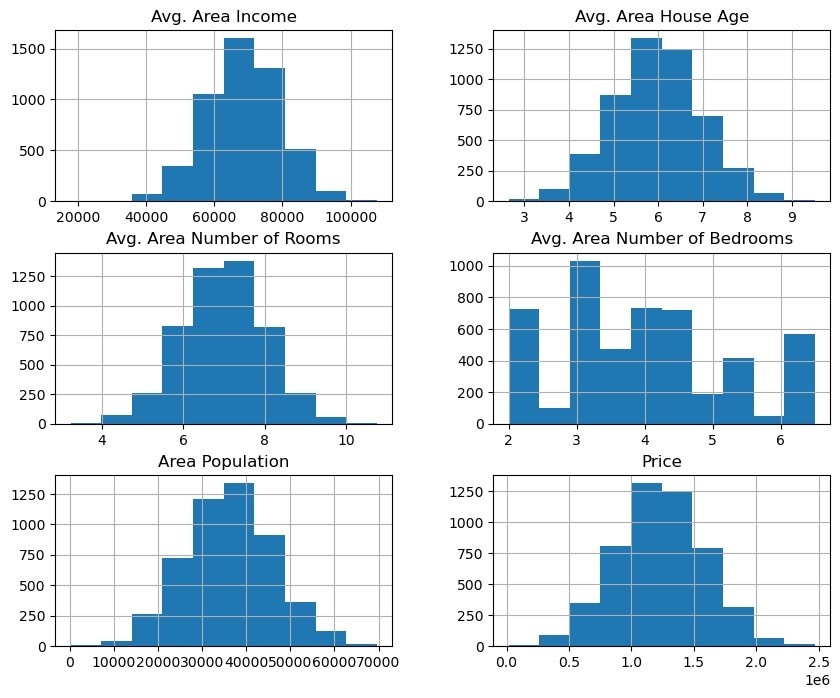 Avg. Area Income
Avg. Area House Age
1500
1000
500
0
20000 40000 60000 80000 100000
1250
1000
750
500
250
0
3 4 5 6 7 8 9
Avg. Area Number of Rooms
Avg. Area Number of Bedrooms
1250
1000
750
500
250
0
4 6 8 10
1000
800
600
400
200
0
2 3 4 5 6
Area Population
Price
1250
1000
750
500
250
0
0 10000 20000 30000 40000 50000 60000 70000
1250
1000
750
500
250
0
0.0 0.5 1.0 1.5 2.0 2.5
1e6